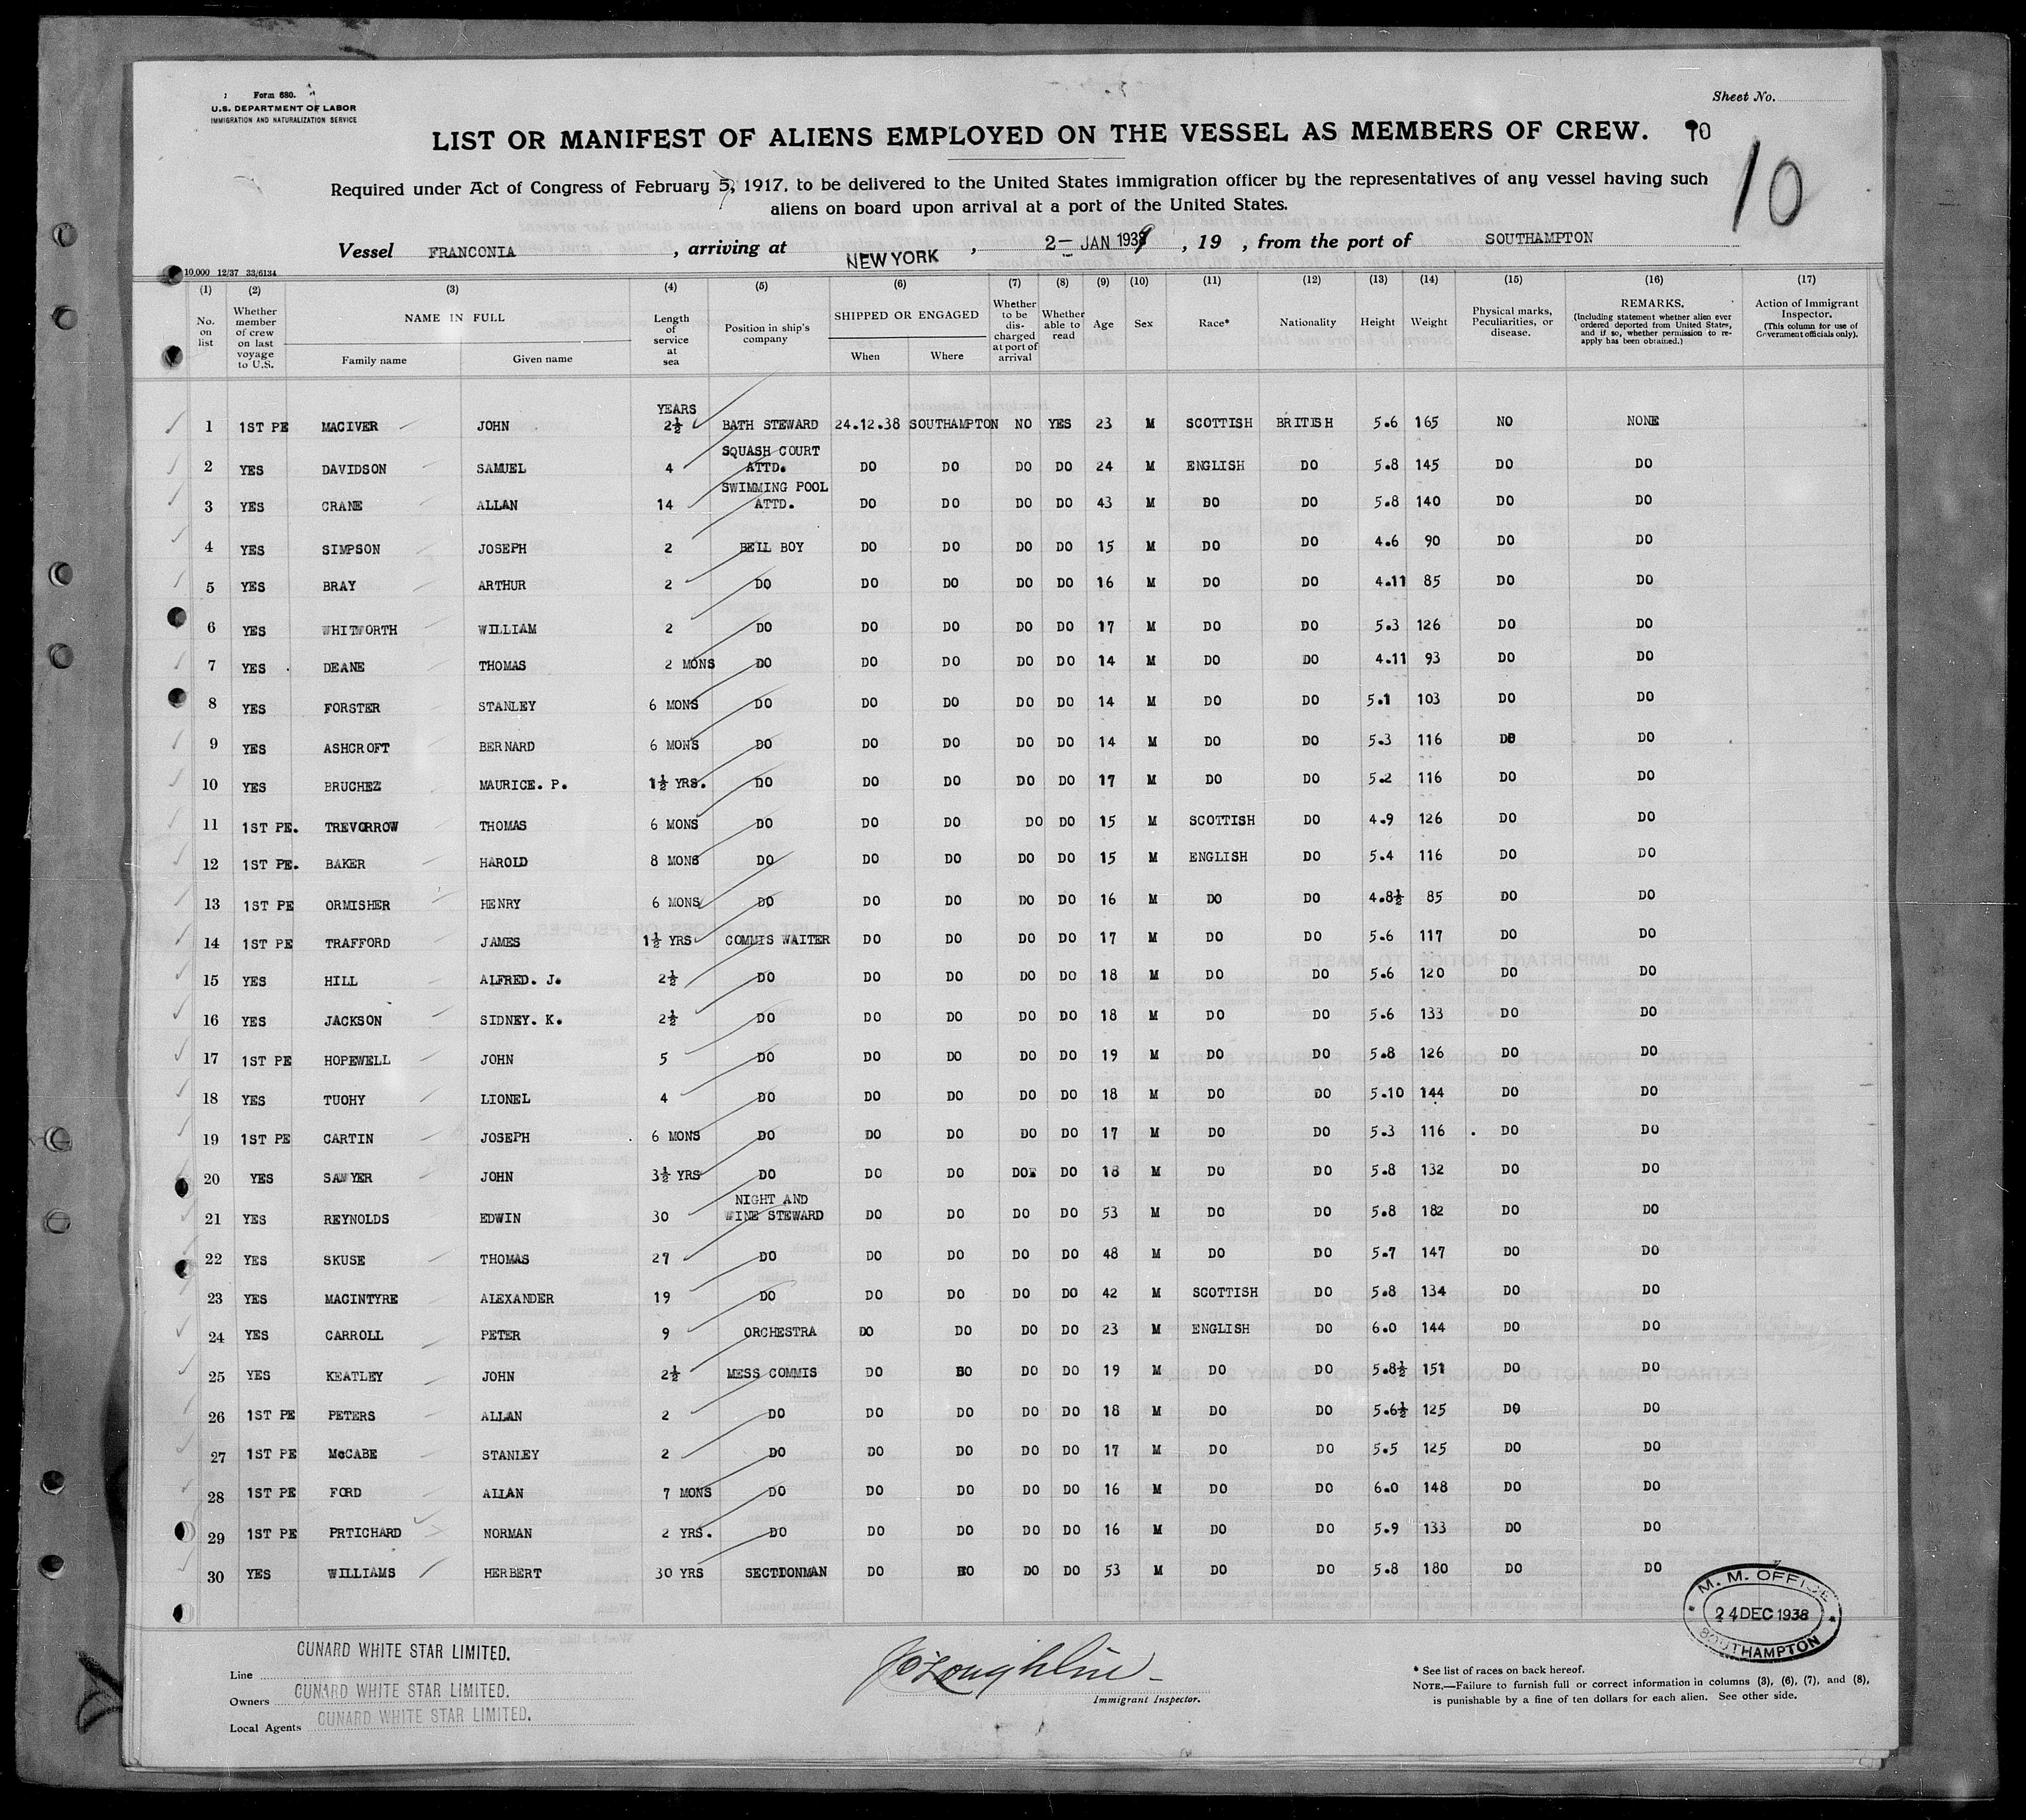 Form 680.
U.S. DEPARTMENT OF LABOR
IMMIGRATION AND NATURALIZATION SERVICE
Sheet No.
LIST OR MANIFEST OF ALIENS EMPLOYED ON THE VESSEL AS MEMBERS OF CREW.
10
Required under Act of Congress of February 5, 1917, to be delivered to the United States immigration officer by the representatives of any vessel having such
aliens on board upon arrival at a port of the United States.
Vessel FRANCONIA , arriving at NEW YORK , 2 - JAN 1939 , 19 , from the port of SOUTHAMPTON
10,000 12/37 33/6134
(1) (2) (3) (4) (5) (6) (7) (8) (9) (10) (11) (12) (13) (14) (15) (16) (17)
No. on list Whether member of crew on last voyage to U.S. NAME IN FULL Family name Given name Length of service at sea Position in ship's company SHIPPED OR ENGAGED When Where Whether to be discharged at port of arrival Whether able to read Age Sex Race* Nationality Height Weight Physical marks, Peculiarities, or disease. REMARKS, (Including statement whether alien ever ordered deported from United States, and if so, whether permission to re-apply has been obtained.) Action of Immigrant Inspector. (This column for use of Government officials only).
YEARS
1 1ST PE MACIVER JOHN 2½ BATH STEWARD 24.12.38 SOUTHAMPTON NO YES 23 M SCOTTISH BRITISH 5.6 165 NO NONE
2 YES DAVIDSON SAMUEL 4 SQUASH COURT ATTD. DO DO DO DO 24 M ENGLISH DO 5.8 145 DO DO
3 YES CRANE ALLAN 14 SWIMMING POOL ATTD. DO DO DO DO 43 M DO DO 5.8 140 DO DO
4 YES SIMPSON JOSEPH 2 BELL BOY DO DO DO DO 15 M DO DO 4.6 90 DO DO
5 YES BRAY ARTHUR 2 DO DO DO DO DO 16 M DO DO 4.11 85 DO DO
6 YES WHITWORTH WILLIAM 2 DO DO DO DO DO 17 M DO DO 5.3 126 DO DO
7 YES . DEANE THOMAS 2 MONS DO DO DO DO DO 14 M DO DO 4.11 93 DO DO
8 YES FORSTER STANLEY 6 MONS DO DO DO DO DO 14 M DO DO 5.1 103 DO DO
9 YES ASHCROFT BERNARD 6 MONS DO DO DO DO DO 14 M DO DO 5.3 116 DO DO
10 YES BRUCHEZ MAURICE. P. 1½ YRS. DO DO DO DO DO 17 M DO DO 5.2 116 DO DO
11 1ST PE. TREVORROW THOMAS 6 MONS DO DO DO DO DO 15 M SCOTTISH DO 4.9 126 DO DO
12 1ST PE. BAKER HAROLD 8 MONS DO DO DO DO DO 15 M ENGLISH DO 5.4 116 DO DO
13 1ST PE ORMISHER HENRY 6 MONS DO DO DO DO DO 16 M DO DO 4.8½ 85 DO DO
14 1ST PE TRAFFORD JAMES 1½ YRS COMMIS WAITER DO DO DO DO 17 M DO DO 5.6 117 DO DO
15 YES HILL ALFRED. J. 2½ DO DO DO DO DO 18 M DO DO 5.6 120 DO DO
16 YES JACKSON SIDNEY. K. 2½ DO DO DO DO DO 18 M DO DO 5.6 133 DO DO
17 1ST PE HOPEWELL JOHN 5 DO DO DO DO DO 19 M DO DO 5.8 126 DO DO
18 YES TUOHY LIONEL 4 DO DO DO DO DO 18 M DO DO 5.10 144 DO DO
19 1ST PE CARTIN JOSEPH 6 MONS DO DO DO DO DO 17 M DO DO 5.3 116 DO DO
20 YES SAWYER JOHN 3½ YRS DO DO DO DO DO 18 M DO DO 5.8 132 DO DO
21 YES REYNOLDS EDWIN 30 NIGHT AND WINE STEWARD DO DO DO DO 53 M DO DO 5.8 182 DO DO
22 YES SKUSE THOMAS 27 DO DO DO DO DO 48 M DO DO 5.7 147 DO DO
23 YES MACINTYRE ALEXANDER 19 DO DO DO DO DO 42 M SCOTTISH DO 5.8 134 DO DO
24 YES CARROLL PETER 9 ORCHESTRA DO DO DO DO 23 M ENGLISH DO 6.0 144 DO DO
25 YES KEATLEY JOHN 2½ MESS COMMIS DO DO DO DO 19 M DO DO 5.8½ 151 DO DO
26 1ST PE PETERS ALLAN 2 DO DO DO DO DO 18 M DO DO 5.6½ 125 DO DO
27 1ST PE McCABE STANLEY 2 DO DO DO DO DO 17 M DO DO 5.5 125 DO DO
28 1ST PE FORD ALLAN 7 MONS DO DO DO DO DO 16 M DO DO 6.0 148 DO DO
29 1ST PE PRTICHARD NORMAN 2 YRS. DO DO DO DO DO 16 M DO DO 5.9 133 DO DO
30 YES WILLIAMS HERBERT 30 YRS SECTIONMAN DO DO DO DO 53 M DO DO 5.8 180 DO DO
M. M. OFFICE
24 DEC 1938
SOUTHAMPTON
Line CUNARD WHITE STAR LIMITED.
Owners CUNARD WHITE STAR LIMITED.
Local Agents CUNARD WHITE STAR LIMITED.
Immigrant Inspector.
* See list of races on back hereof.
NOTE.—Failure to furnish full or correct information in columns (3), (6), (7), and (8),
is punishable by a fine of ten dollars for each alien. See other side.